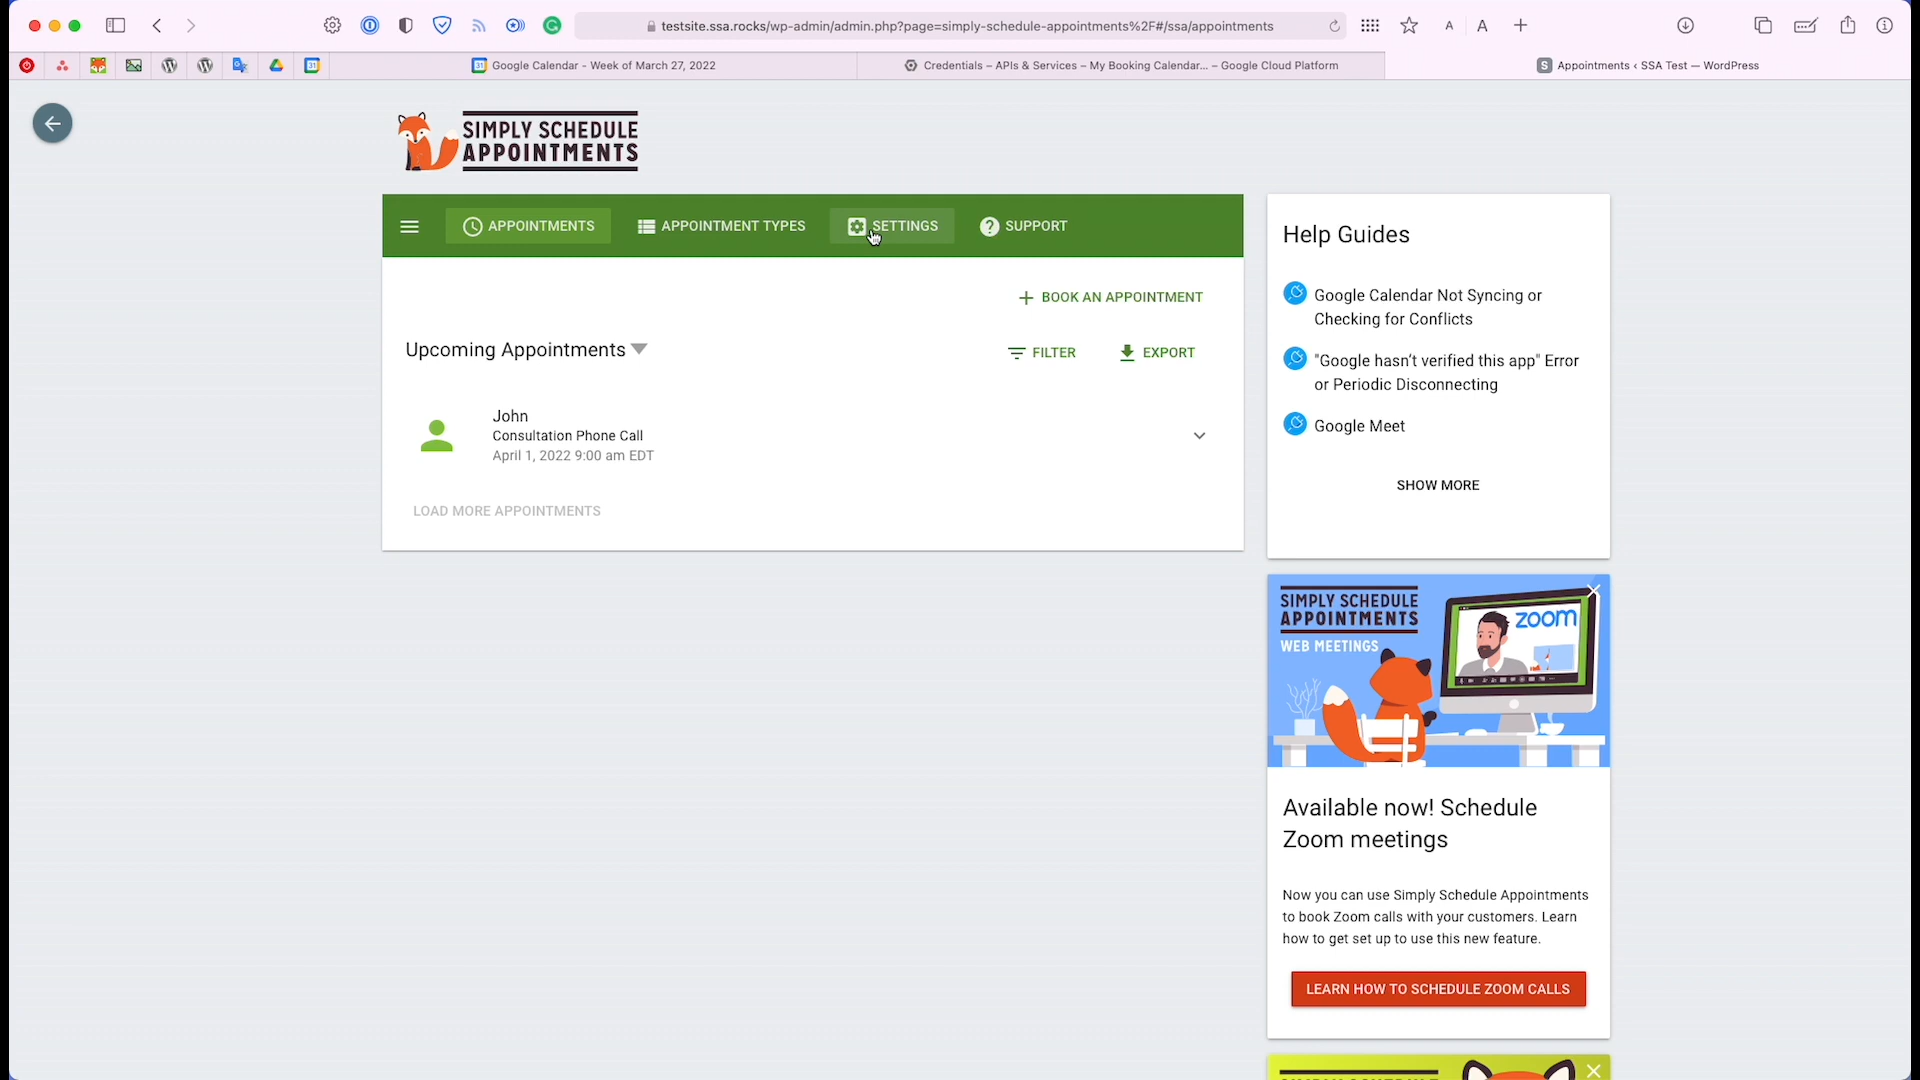 testsite.ssa.rocks/wp-admin/admin.php?page=simply-schedule-appointments%2F#/ssa/appointments
A A
31 Google Calendar - Week of March 27, 2022
Credentials – APIs & Services – My Booking Calendar... – Google Cloud Platform
S Appointments ‹ SSA Test — WordPress
SIMPLY SCHEDULE
APPOINTMENTS
APPOINTMENTS
APPOINTMENT TYPES
SETTINGS
SUPPORT
BOOK AN APPOINTMENT
Upcoming Appointments
FILTER
EXPORT
John
Consultation Phone Call
April 1, 2022 9:00 am EDT
LOAD MORE APPOINTMENTS
Help Guides
Google Calendar Not Syncing or
Checking for Conflicts
"Google hasn’t verified this app" Error
or Periodic Disconnecting
Google Meet
SHOW MORE
SIMPLY SCHEDULE
APPOINTMENTS
WEB MEETINGS
zoom
Available now! Schedule
Zoom meetings
Now you can use Simply Schedule Appointments
to book Zoom calls with your customers. Learn
how to get set up to use this new feature.
LEARN HOW TO SCHEDULE ZOOM CALLS